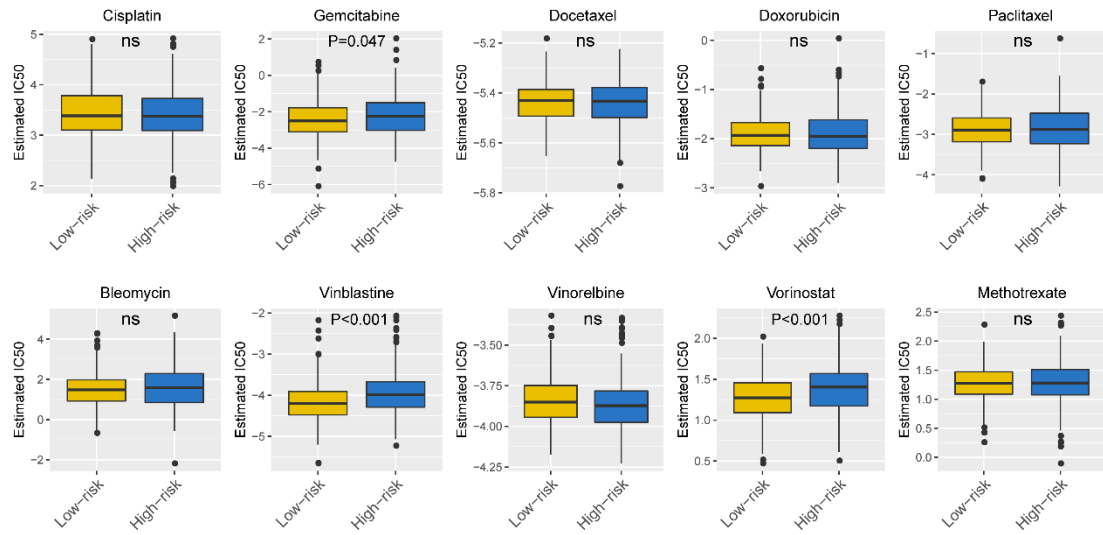 Cisplatin
ns
Estimated IC50
5
4
3
2
Low−risk
High−risk
Gemcitabine
P=0.047
Estimated IC50
2
0
−2
−4
−6
Low−risk
High−risk
Docetaxel
ns
Estimated IC50
−5.2
−5.4
−5.6
−5.8
Low−risk
High−risk
Doxorubicin
ns
Estimated IC50
0
−1
−2
−3
Low−risk
High−risk
Paclitaxel
ns
Estimated IC50
−1
−2
−3
−4
Low−risk
High−risk
Bleomycin
ns
Estimated IC50
4
2
0
−2
Low−risk
High−risk
Vinblastine
P<0.001
Estimated IC50
−2
−3
−4
−5
Low−risk
High−risk
Vinorelbine
ns
Estimated IC50
−3.50
−3.75
−4.00
−4.25
Low−risk
High−risk
Vorinostat
P<0.001
Estimated IC50
2.0
1.5
1.0
0.5
Low−risk
High−risk
Methotrexate
ns
Estimated IC50
2.5
2.0
1.5
1.0
0.5
0.0
Low−risk
High−risk